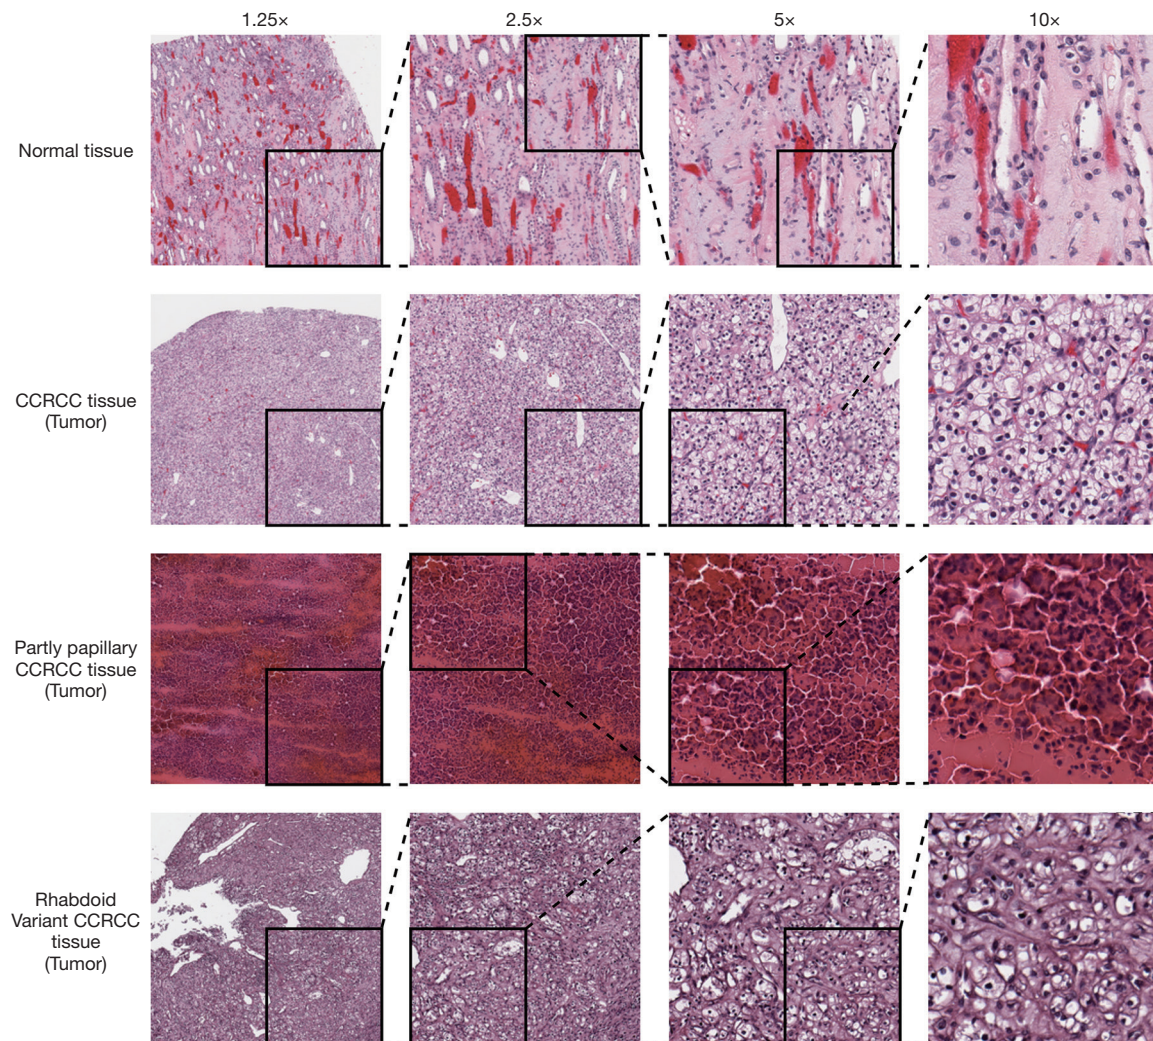 1.25×
2.5×
5×
10×
Normal tissue
CCRCC tissue
(Tumor)
Partly papillary
CCRCC tissue
(Tumor)
Rhabdoid
Variant CCRCC
tissue
(Tumor)